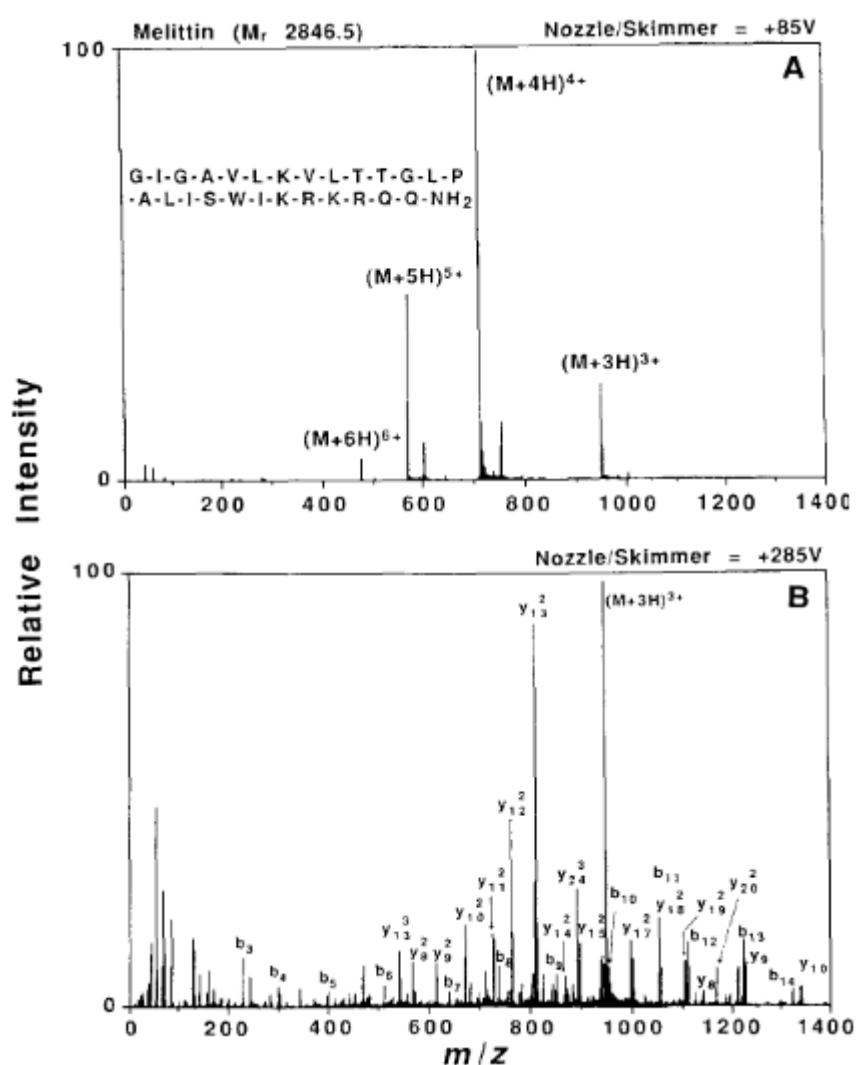 Melittin (Mr 2846.5) Nozzle/Skimmer = +85V
100
A
(M+4H)4+
G-I-G-A-V-L-K-V-L-T-T-G-L-P
-A-L-I-S-W-I-K-R-K-R-Q-Q-NH2
(M+5H)5+
(M+3H)3+
(M+6H)6+
0
0 200 400 600 800 1000 1200 1400
Relative Intensity
Nozzle/Skimmer = +285V
100
B
y13 2
(M+3H)3+
y12 2
y11 2
y24 3
b10
b11
y20 2
y10 2
y18 2
y19 2
y13 3
y8 2
y9 2
y14 2
y15 2
y17 2
b12
b13
b3
b4
b5
b6
b7
b8
b9
y8
y9
b14
y10
0
0 200 400 600 800 1000 1200 1400
m/z